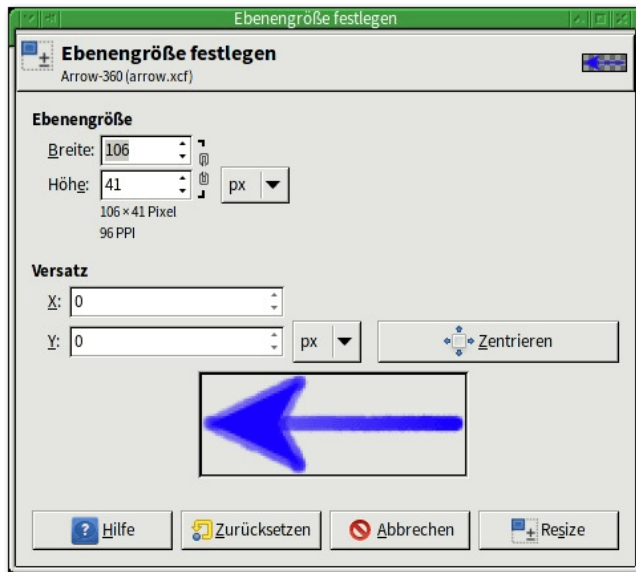 Ebenengröße festlegen
Ebenengröße festlegen
Arrow-360 (arrow.xcf)
Ebenengröße
Breite: 106
Höhe: 41 px
106 × 41 Pixel
96 PPI
Versatz
X: 0
Y: 0 px Zentrieren
Hilfe Zurücksetzen Abbrechen Resize